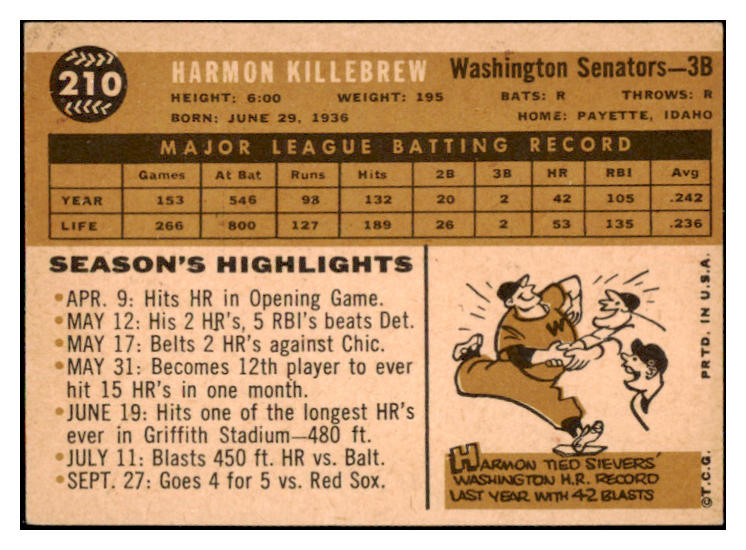 210
HARMON KILLEBREW Washington Senators—3B
HEIGHT: 6:00 WEIGHT: 195 BATS: R THROWS: R
BORN: JUNE 29, 1936 HOME: PAYETTE, IDAHO
MAJOR LEAGUE BATTING RECORD
Games At Bat Runs Hits 2B 3B HR RBI Avg
YEAR 153 546 98 132 20 2 42 105 .242
LIFE 266 800 127 189 26 2 53 135 .236
SEASON'S HIGHLIGHTS
•APR. 9: Hits HR in Opening Game.
•MAY 12: His 2 HR's, 5 RBI's beats Det.
•MAY 17: Belts 2 HR's against Chic.
•MAY 31: Becomes 12th player to ever
hit 15 HR's in one month.
•JUNE 19: Hits one of the longest HR's
ever in Griffith Stadium—480 ft.
•JULY 11: Blasts 450 ft. HR vs. Balt.
•SEPT. 27: Goes 4 for 5 vs. Red Sox.
W
HARMON TIED SIEVERS'
WASHINGTON H.R. RECORD
LAST YEAR WITH 42 BLASTS
©T.C.G. PRTD. IN U.S.A.